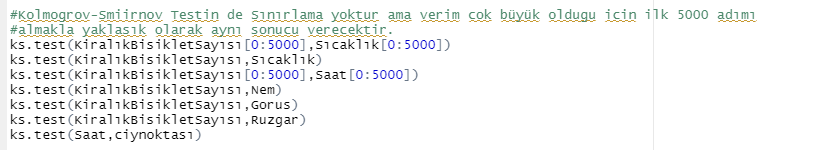 #Kolmogrov-Smiirnov Testin de Sınırlama yoktur ama verim cok büyük oldugu icin ilk 5000 adımı
#almakla yaklasık olarak aynı sonucu verecektir.
ks.test(KiralıkBisikletSayısı[0:5000],Sıcaklık[0:5000])
ks.test(KiralıkBisikletSayısı,Sıcaklık)
ks.test(KiralıkBisikletSayısı[0:5000],Saat[0:5000])
ks.test(KiralıkBisikletSayısı,Nem)
ks.test(KiralıkBisikletSayısı,Gorus)
ks.test(KiralıkBisikletSayısı,Ruzgar)
ks.test(Saat,ciynoktası)